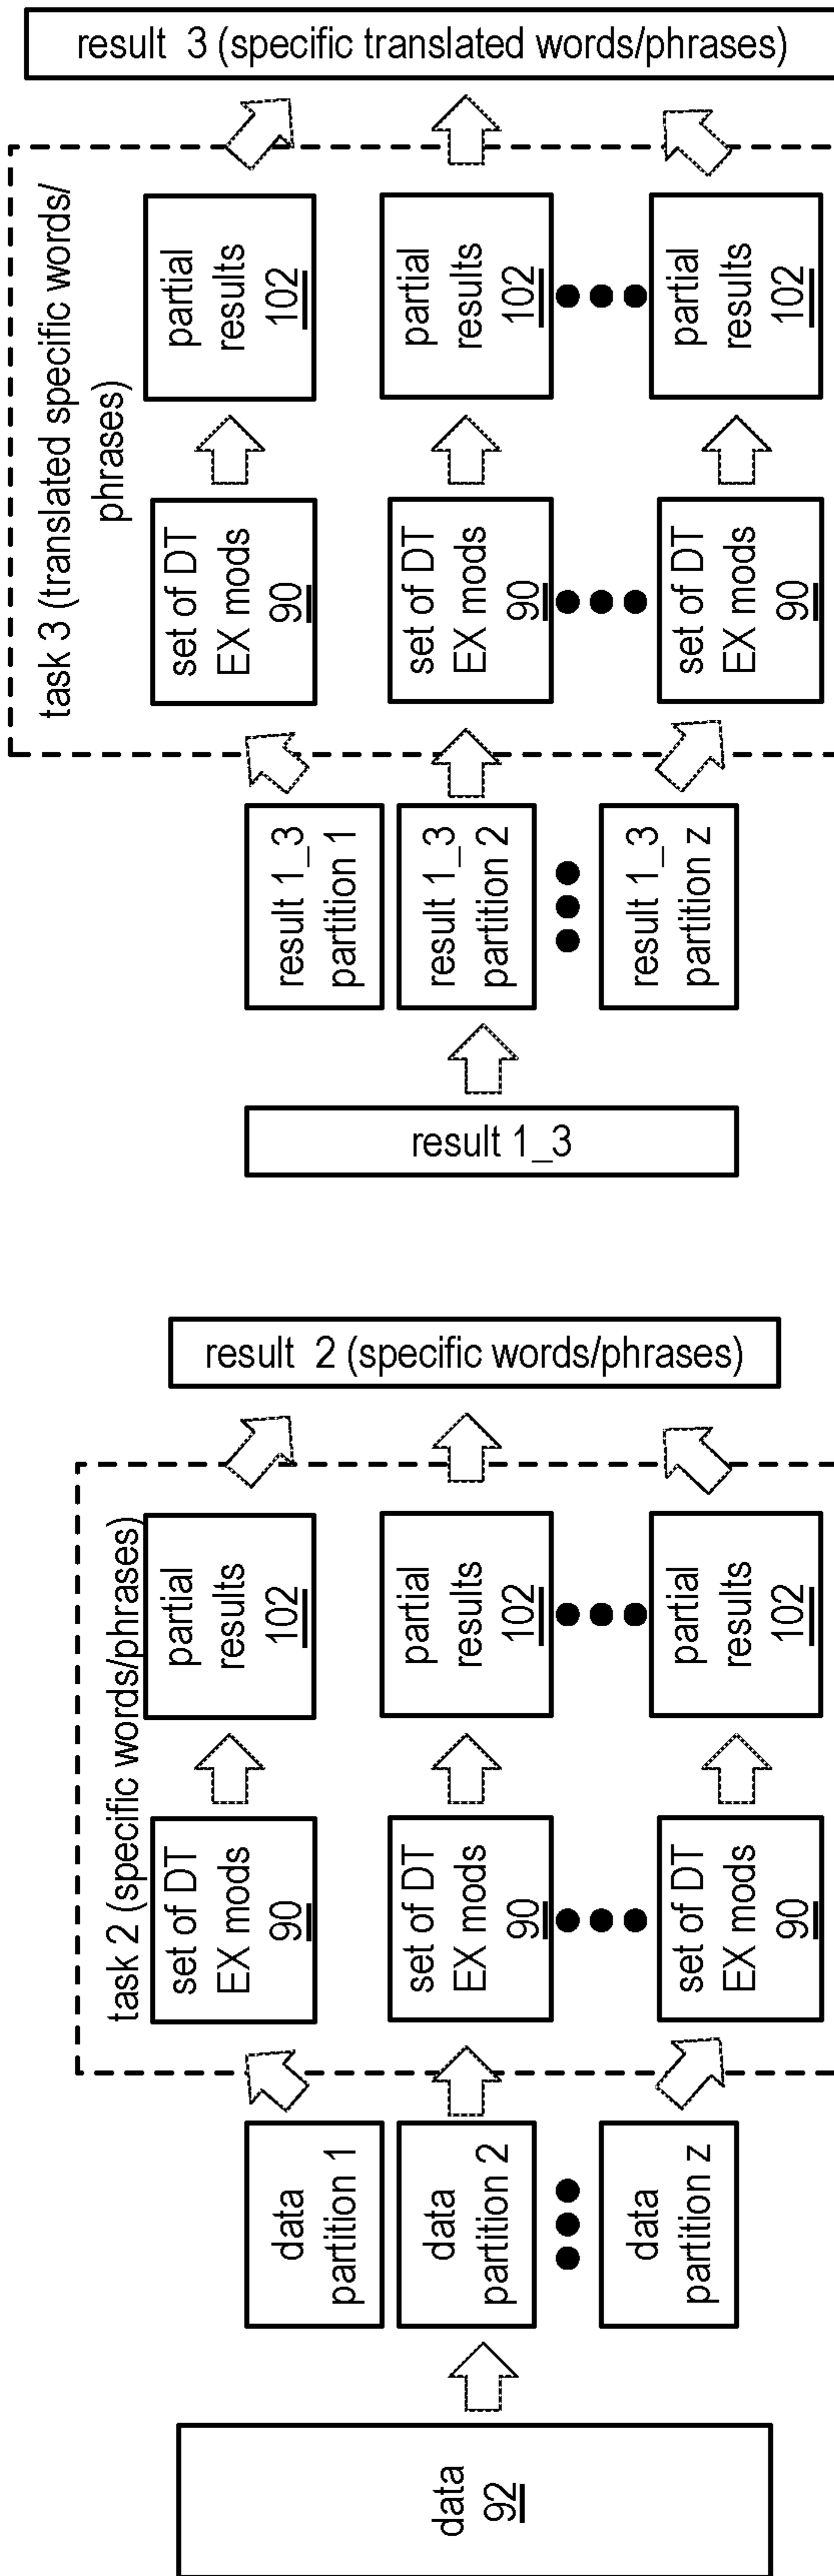 data
92
data
partition 1
data
partition 2
data
partition z
task 2 (specific words/phrases)
set of DT
EX mods
90
set of DT
EX mods
90
set of DT
EX mods
90
partial
results
102
partial
results
102
partial
results
102
result 2 (specific words/phrases)
result 1_3
result 1_3
partition 1
result 1_3
partition 2
result 1_3
partition z
task 3 (translated specific words/
phrases)
set of DT
EX mods
90
set of DT
EX mods
90
set of DT
EX mods
90
partial
results
102
partial
results
102
partial
results
102
result 3 (specific translated words/phrases)